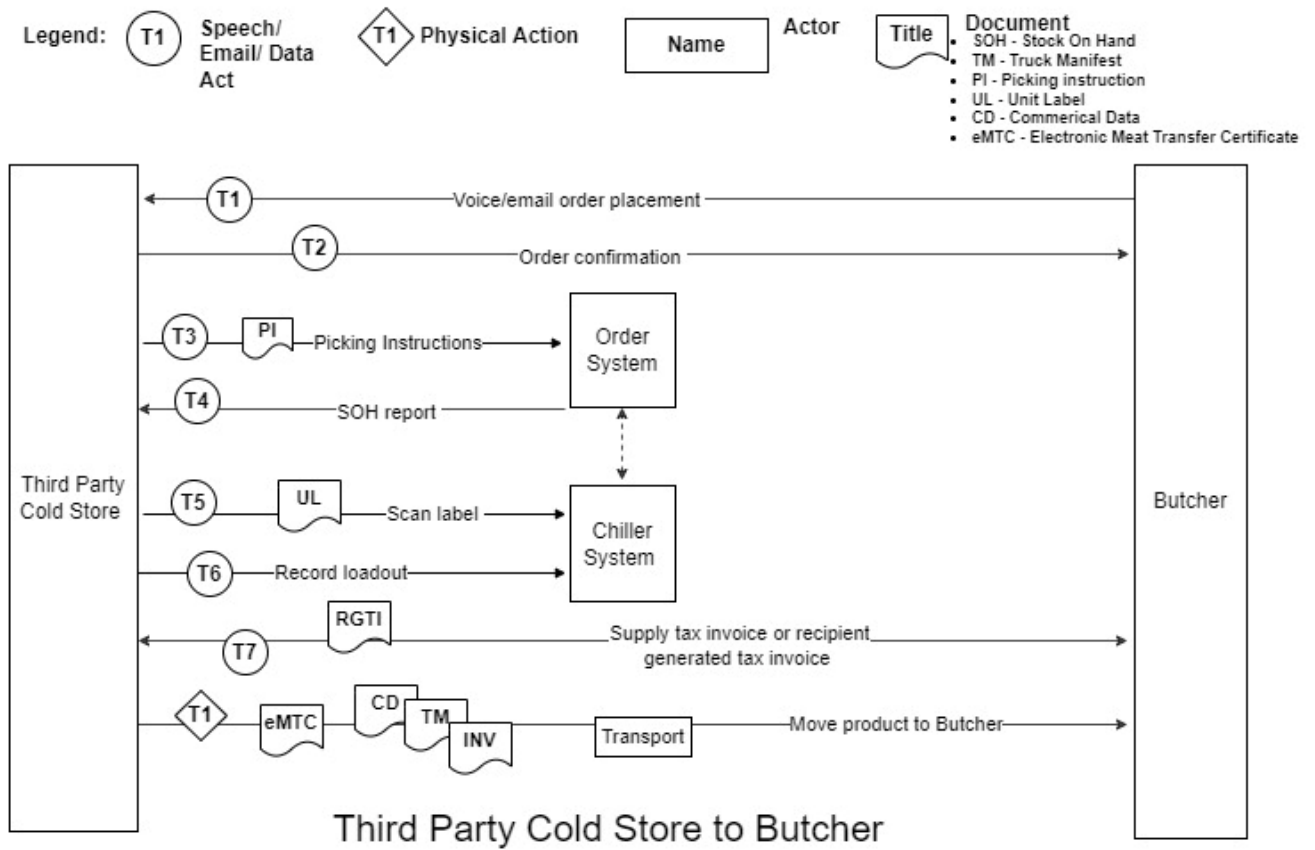 Legend:
T1
Speech/
Email/ Data
Act
T1
Physical Action
Name
Actor
Title
Document
• SOH - Stock On Hand
• TM - Truck Manifest
• PI - Picking instruction
• UL - Unit Label
• CD - Commerical Data
• eMTC - Electronic Meat Transfer Certificate
T1
Voice/email order placement
T2
Order confirmation
T3
PI
Picking Instructions
Order
System
T4
SOH report
Third Party
Cold Store
Butcher
T5
UL
Scan label
Chiller
System
T6
Record loadout
RGTI
T7
Supply tax invoice or recipient
generated tax invoice
T1
eMTC
CD
TM
INV
Transport
Move product to Butcher
Third Party Cold Store to Butcher